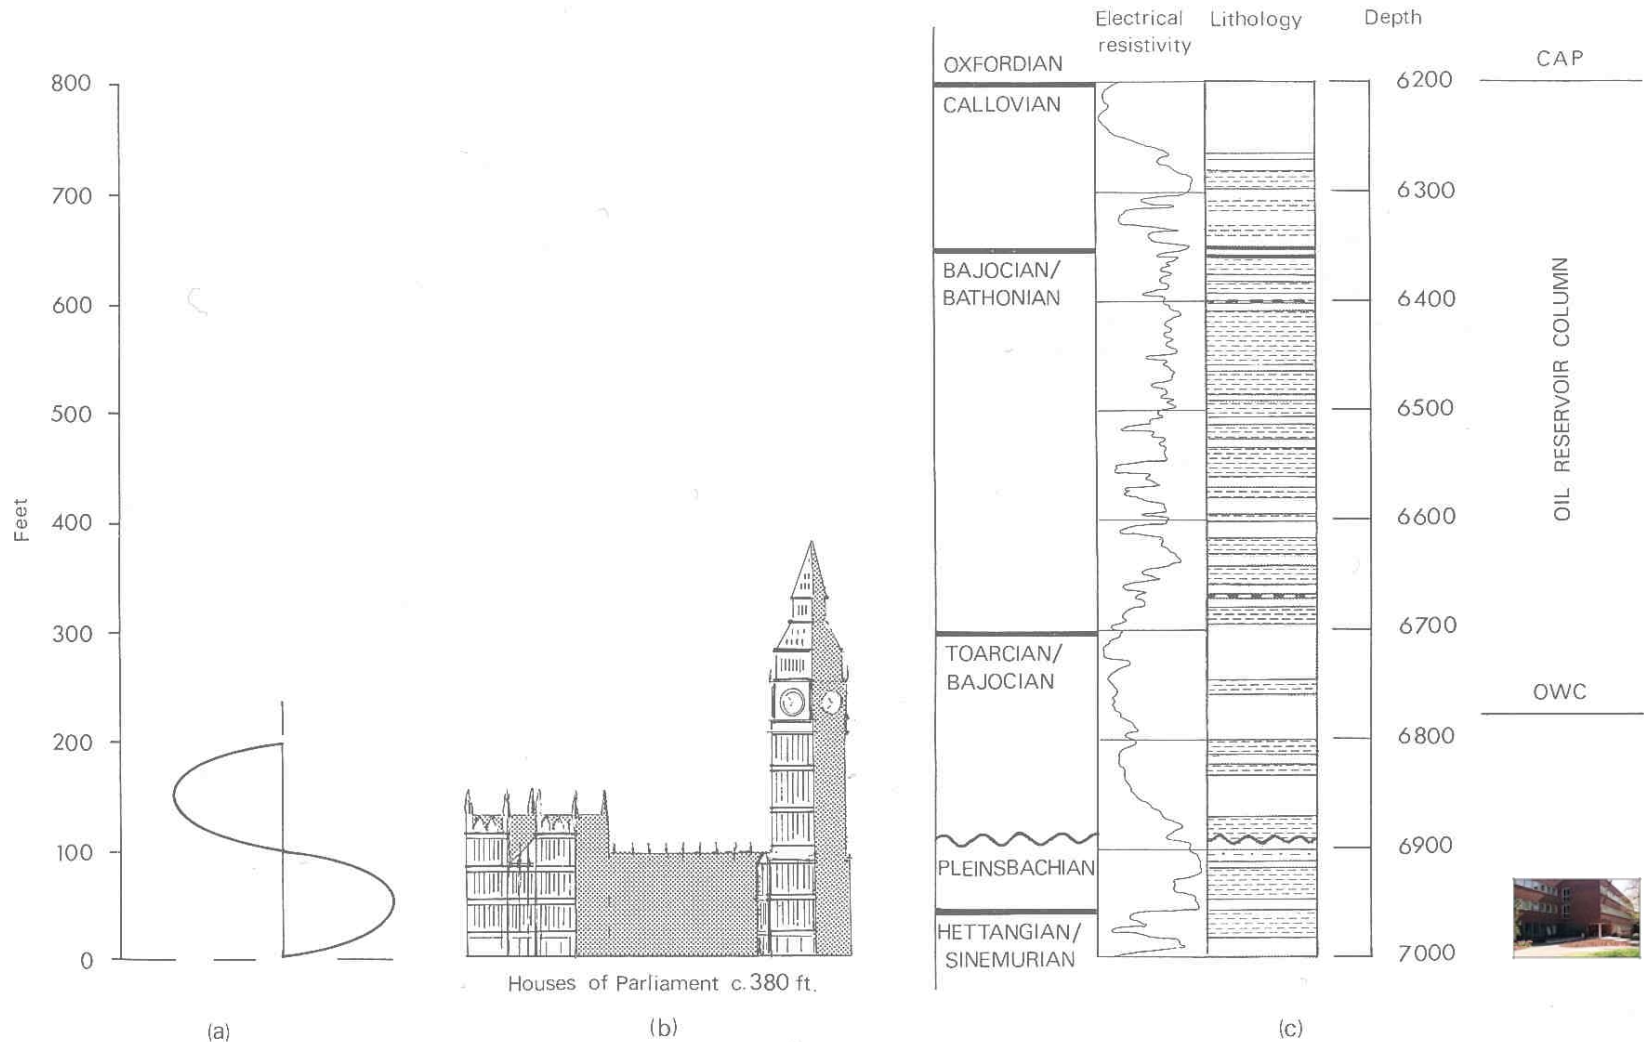 Feet
800
700
600
500
400
300
200
100
0
(a)
Houses of Parliament c.380 ft.
(b)
Electrical
resistivity
Lithology
Depth
OXFORDIAN
CALLOVIAN
BAJOCIAN/
BATHONIAN
TOARCIAN/
BAJOCIAN
PLEINSBACHIAN
HETTANGIAN/
SINEMURIAN
6200
6300
6400
6500
6600
6700
6800
6900
7000
CAP
OIL RESERVOIR COLUMN
OWC
(c)